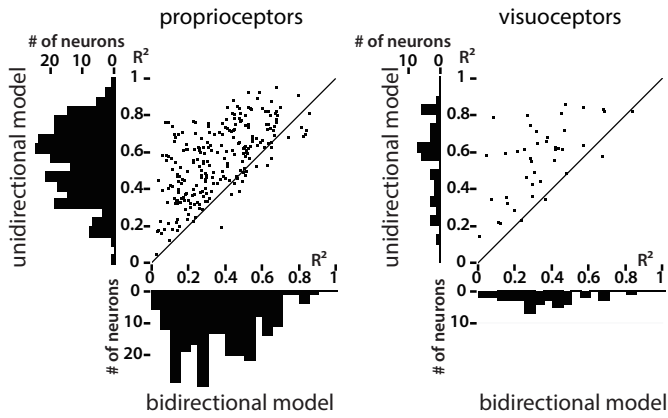 proprioceptors
visuoceptors
# of neurons
20 10 0
R²
1
0.8
0.6
0.4
0.2
0
unidirectional model
R²
0 0.2 0.4 0.6 0.8 1
0
10
20
# of neurons
bidirectional model
# of neurons
10 0
R²
1
0.8
0.6
0.4
0.2
0
unidirectional model
R²
0 0.2 0.4 0.6 0.8 1
0
10
# of neurons
bidirectional model